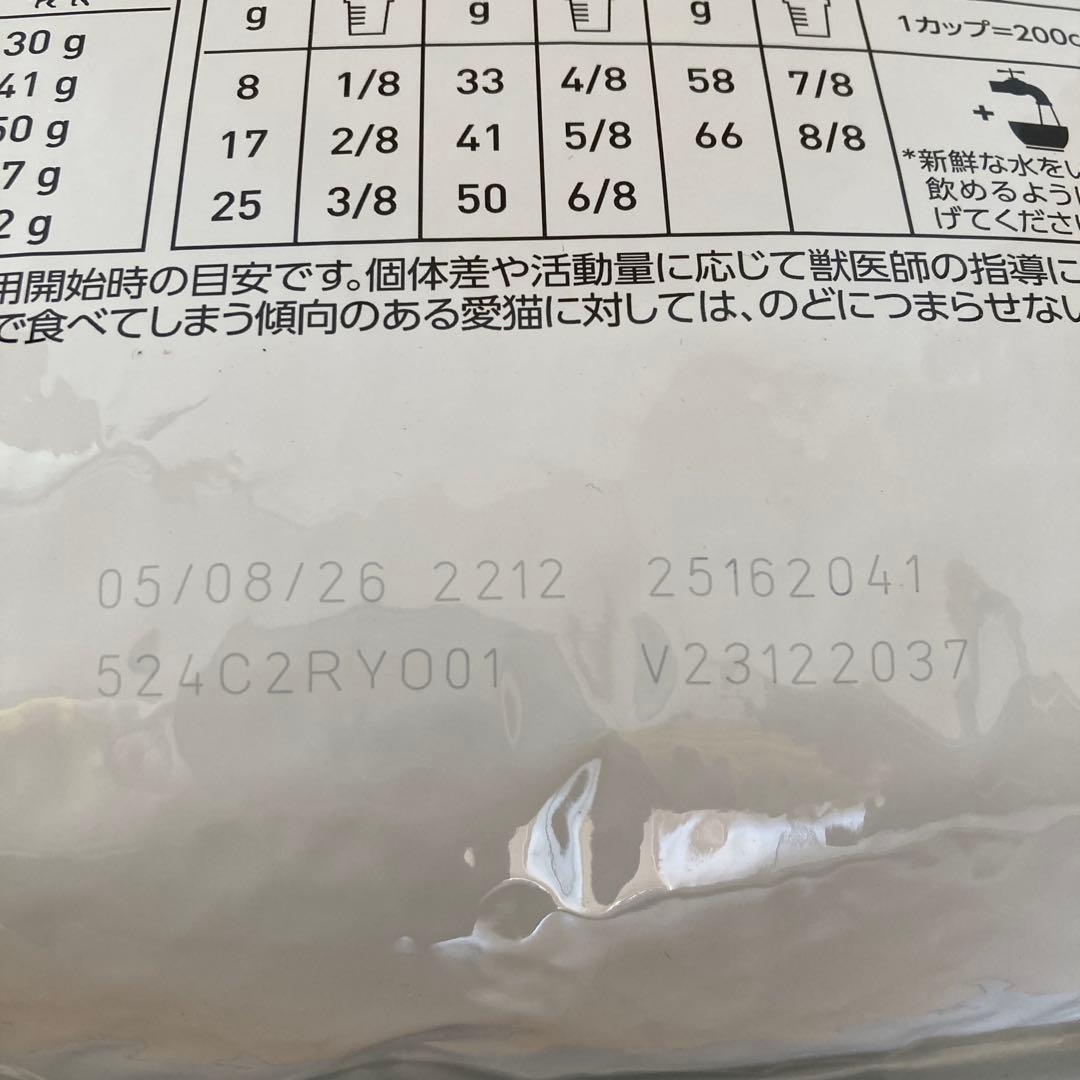 30 g
41 g
50 g
7 g
2 g
g g g 1カップ=200c
8 1/8 33 4/8 58 7/8
17 2/8 41 5/8 66 8/8
25 3/8 50 6/8
+
*新鮮な水をい
飲めるように
げてください
用開始時の目安です。個体差や活動量に応じて獣医師の指導に
で食べてしまう傾向のある愛猫に対しては、のどにつまらせない
05/08/26 2212 25162041
524C2RY001 V23122037